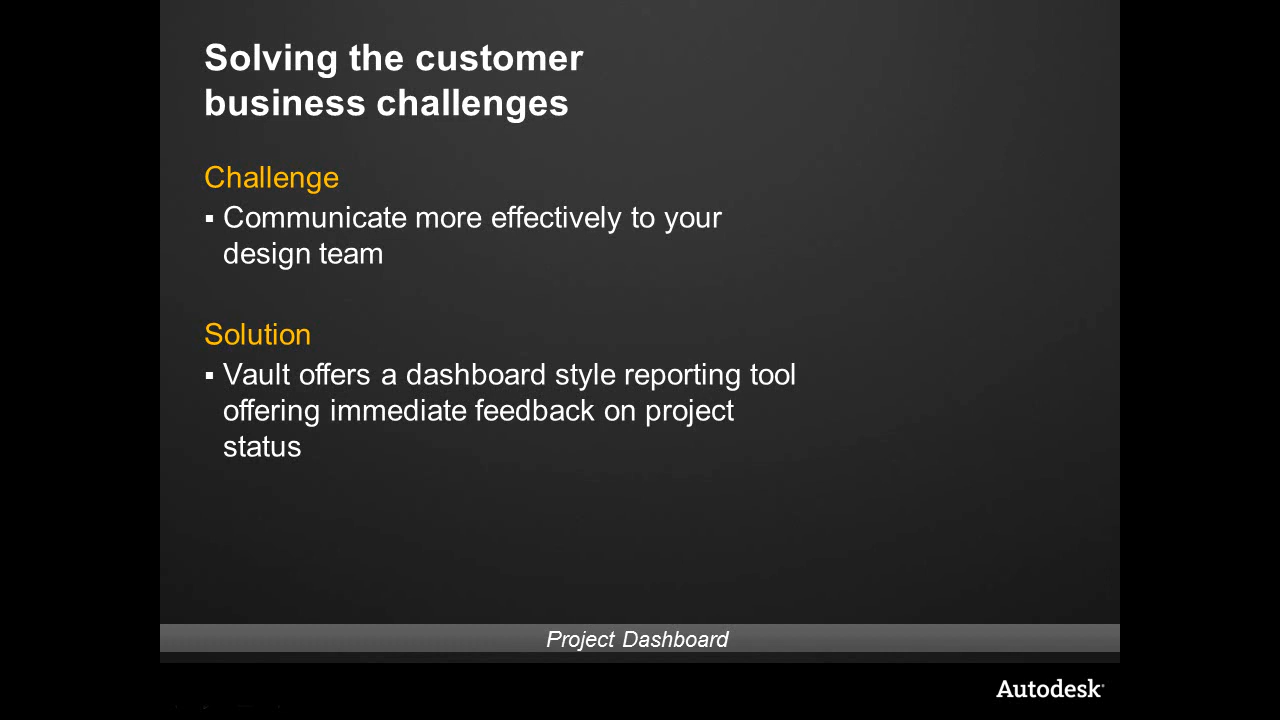 Solving the customer
business challenges
Challenge
▪ Communicate more effectively to your
design team
Solution
▪ Vault offers a dashboard style reporting tool
offering immediate feedback on project
status
Project Dashboard
Autodesk